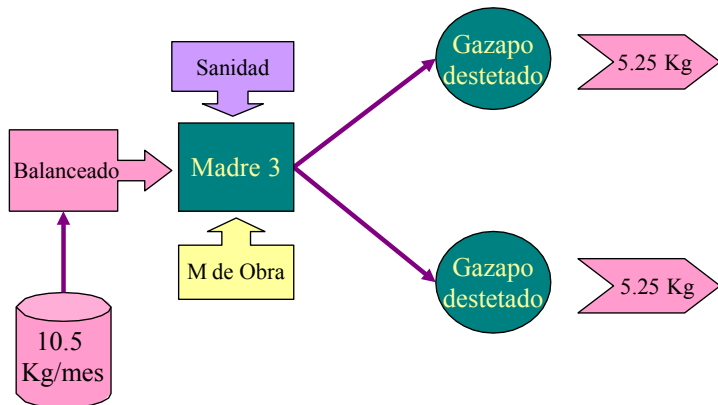 Sanidad
Balanceado
Madre 3
M de Obra
10.5
Kg/mes
Gazapo
destetado
5.25 Kg
Gazapo
destetado
5.25 Kg